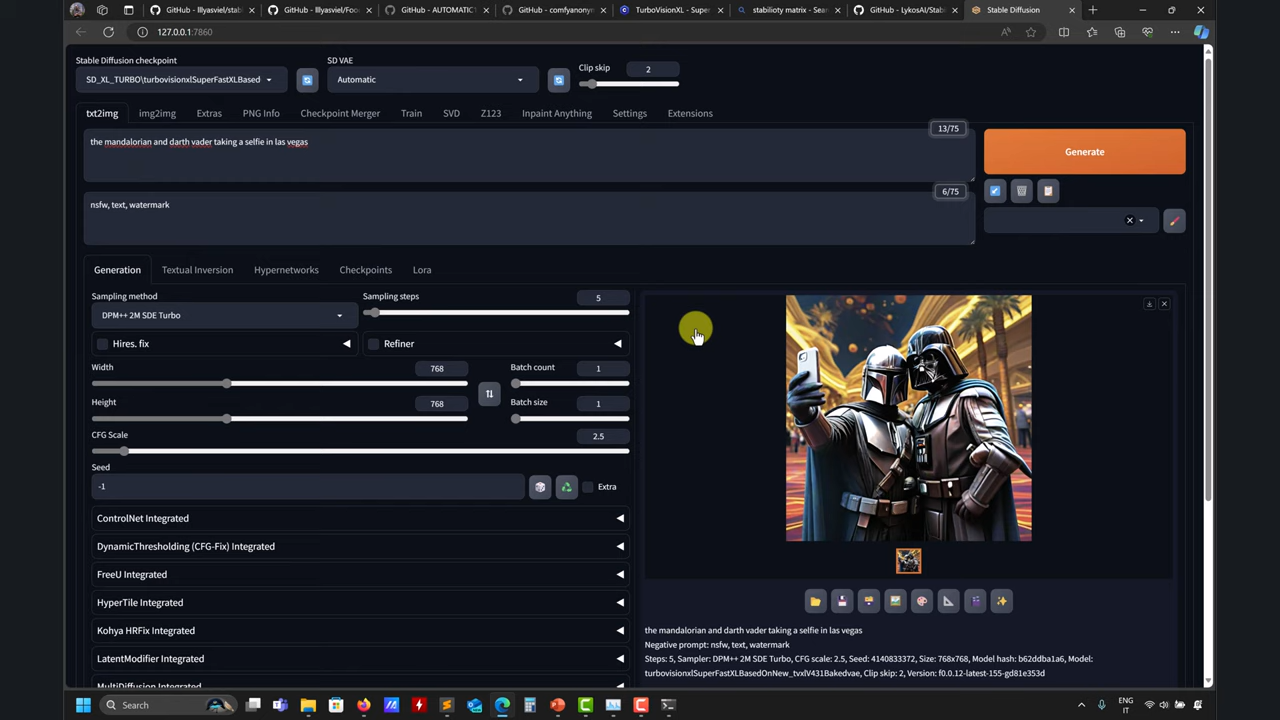 GitHub - lllyasviel/stab
GitHub - lllyasviel/Foo
GitHub - AUTOMATIC
GitHub - comfyanonym
TurboVisionXL - Super
stabilioty matrix - Sear
GitHub - LykosAI/Stabi
Stable Diffusion
127.0.0.1:7860
Stable Diffusion checkpoint
SD_XL_TURBO\turbovisionxlSuperFastXLBased
SD VAE
Automatic
Clip skip
2
txt2img
img2img
Extras
PNG Info
Checkpoint Merger
Train
SVD
Z123
Inpaint Anything
Settings
Extensions
13/75
the mandalorian and darth vader taking a selfie in las vegas
Generate
6/75
nsfw, text, watermark
Generation
Textual Inversion
Hypernetworks
Checkpoints
Lora
Sampling method
DPM++ 2M SDE Turbo
Sampling steps
5
Hires. fix
Refiner
Width
768
Batch count
1
Height
768
Batch size
1
CFG Scale
2.5
Seed
-1
Extra
ControlNet Integrated
DynamicThresholding (CFG-Fix) Integrated
FreeU Integrated
HyperTile Integrated
Kohya HRFix Integrated
LatentModifier Integrated
MultiDiffusion Integrated
the mandalorian and darth vader taking a selfie in las vegas
Negative prompt: nsfw, text, watermark
Steps: 5, Sampler: DPM++ 2M SDE Turbo, CFG scale: 2.5, Seed: 4140833372, Size: 768x768, Model hash: b62ddba1a6, Model:
turbovisionxlSuperFastXLBasedOnNew_tvxlV431Bakedvae, Clip skip: 2, Version: f0.0.12-latest-155-gd81e353d
Search
ENG
IT